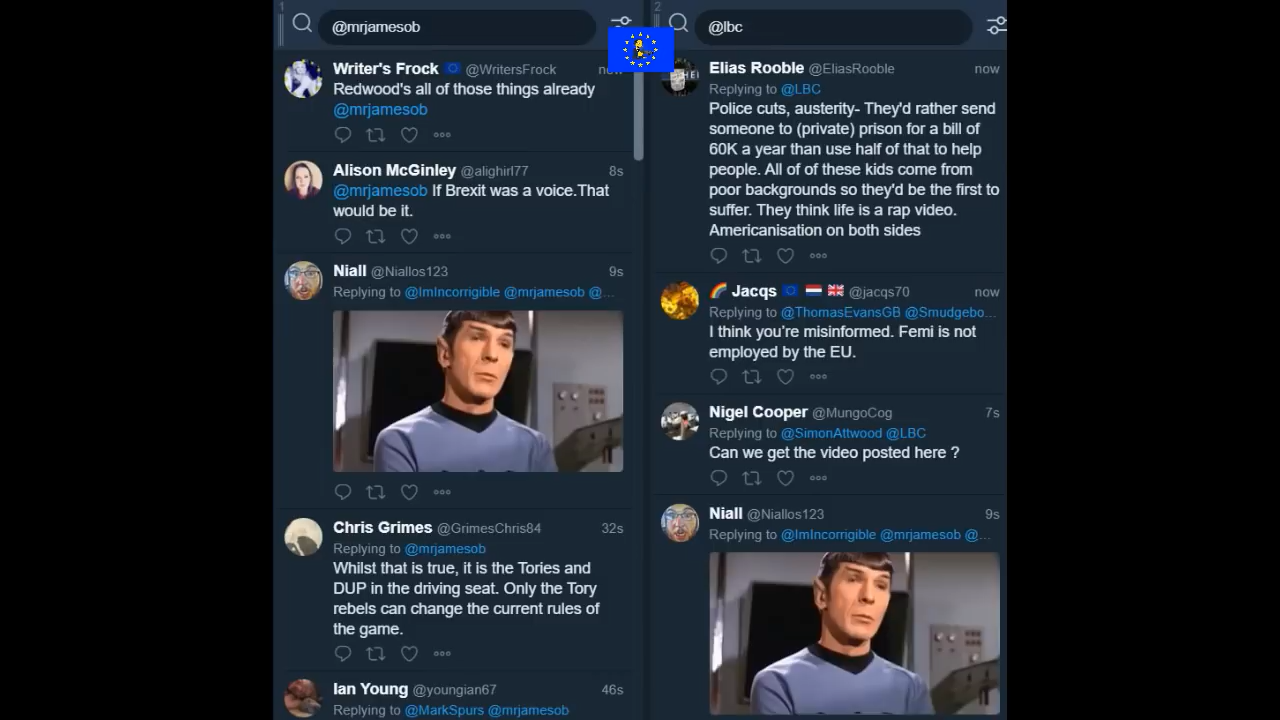 1
@mrjamesob
Writer's Frock @WritersFrock now
Redwood's all of those things already
@mrjamesob
Alison McGinley @alighirl77 8s
@mrjamesob If Brexit was a voice.That
would be it.
Niall @Niallos123 9s
Replying to @ImIncorrigible @mrjamesob @...
Chris Grimes @GrimesChris84 32s
Replying to @mrjamesob
Whilst that is true, it is the Tories and
DUP in the driving seat. Only the Tory
rebels can change the current rules of
the game.
Ian Young @youngian67 46s
Replying to @MarkSpurs @mrjamesob
2
@lbc
Elias Rooble @EliasRooble now
Replying to @LBC
Police cuts, austerity- They'd rather send
someone to (private) prison for a bill of
60K a year than use half of that to help
people. All of of these kids come from
poor backgrounds so they'd be the first to
suffer. They think life is a rap video.
Americanisation on both sides
Jacqs @jacqs70 now
Replying to @ThomasEvansGB @Smudgebo...
I think you're misinformed. Femi is not
employed by the EU.
Nigel Cooper @MungoCog 7s
Replying to @SimonAttwood @LBC
Can we get the video posted here ?
Niall @Niallos123 9s
Replying to @ImIncorrigible @mrjamesob @...